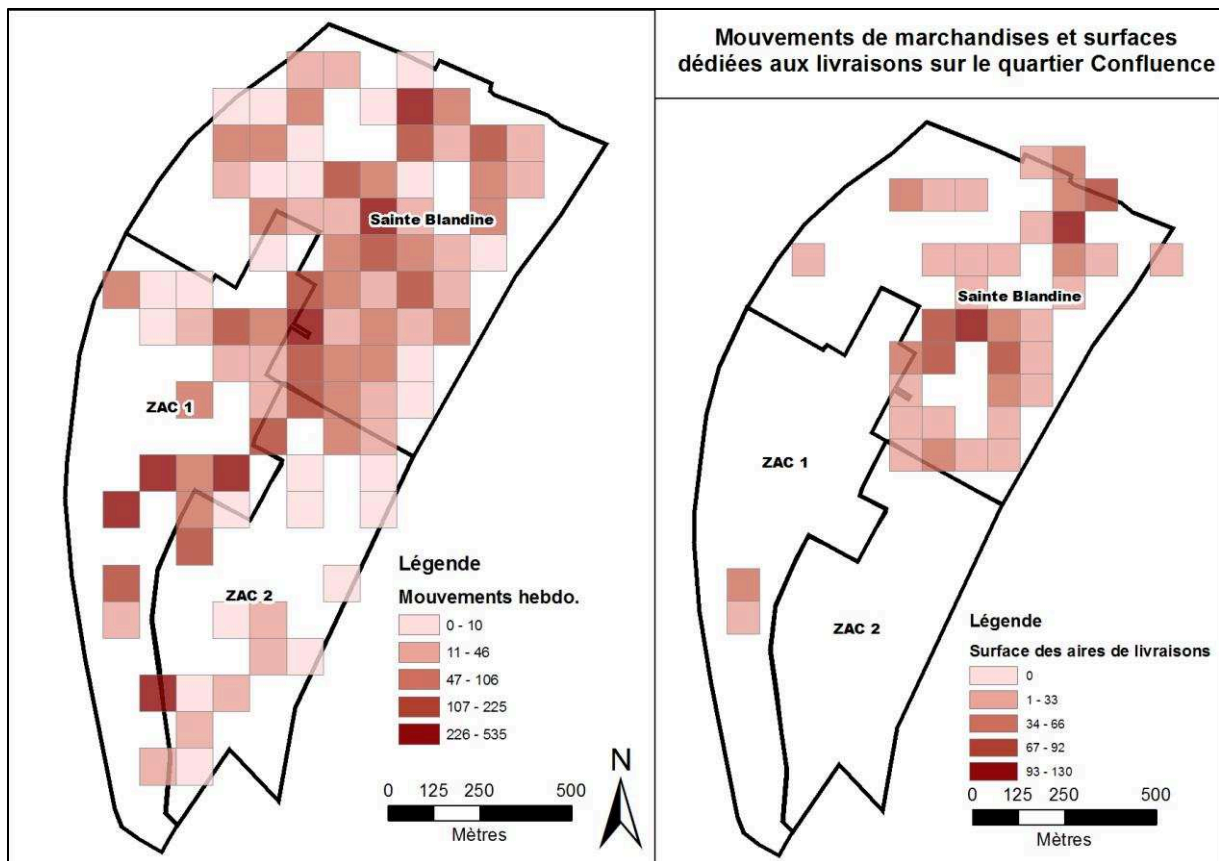 Mouvements de marchandises et surfaces
dédiées aux livraisons sur le quartier Confluence
Sainte Blandine
ZAC 1
ZAC 2
Légende
Mouvements hebdo.
0 - 10
11 - 46
47 - 106
107 - 225
226 - 535
0 125 250 500
Mètres
N
Sainte Blandine
ZAC 1
ZAC 2
Légende
Surface des aires de livraisons
0
1 - 33
34 - 66
67 - 92
93 - 130
0 125 250 500
Mètres